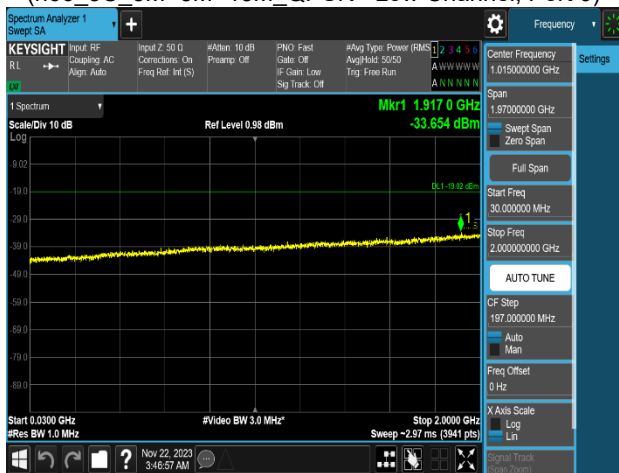 Spectrum Analyzer 1
Swept SA
+
Frequency
KEYSIGHT
RL
Input: RF
Coupling: AC
Align: Auto
Input Z: 50 Ω
Corrections: On
Freq Ref: Int (S)
#Atten: 10 dB
Preamp: Off
PNO: Fast
Gate: Off
IF Gain: Low
Sig Track: Off
#Avg Type: Power (RMS
Avg|Hold: 50/50
Trig: Free Run
1 2 3 4 5 6
A W W W W W
A N N N N N
Center Frequency
1.015000000 GHz
Settings
Span
1.97000000 GHz
Swept Span
Zero Span
Full Span
Start Freq
30.000000 MHz
Stop Freq
2.000000000 GHz
AUTO TUNE
CF Step
197.000000 MHz
Auto
Man
Freq Offset
0 Hz
X Axis Scale
Log
Lin
Signal Track
(Span Zoom)
1 Spectrum
Scale/Div 10 dB
Log
Ref Level 0.98 dBm
Mkr1 1.917 0 GHz
-33.654 dBm
-9.02
-19.0
-29.0
-39.0
-49.0
-59.0
-69.0
-79.0
-89.0
DL1 -19.02 dBm
1
Start 0.0300 GHz
#Res BW 1.0 MHz
#Video BW 3.0 MHz*
Stop 2.0000 GHz
Sweep ~2.97 ms (3941 pts)
?
Nov 22, 2023
3:46:57 AM